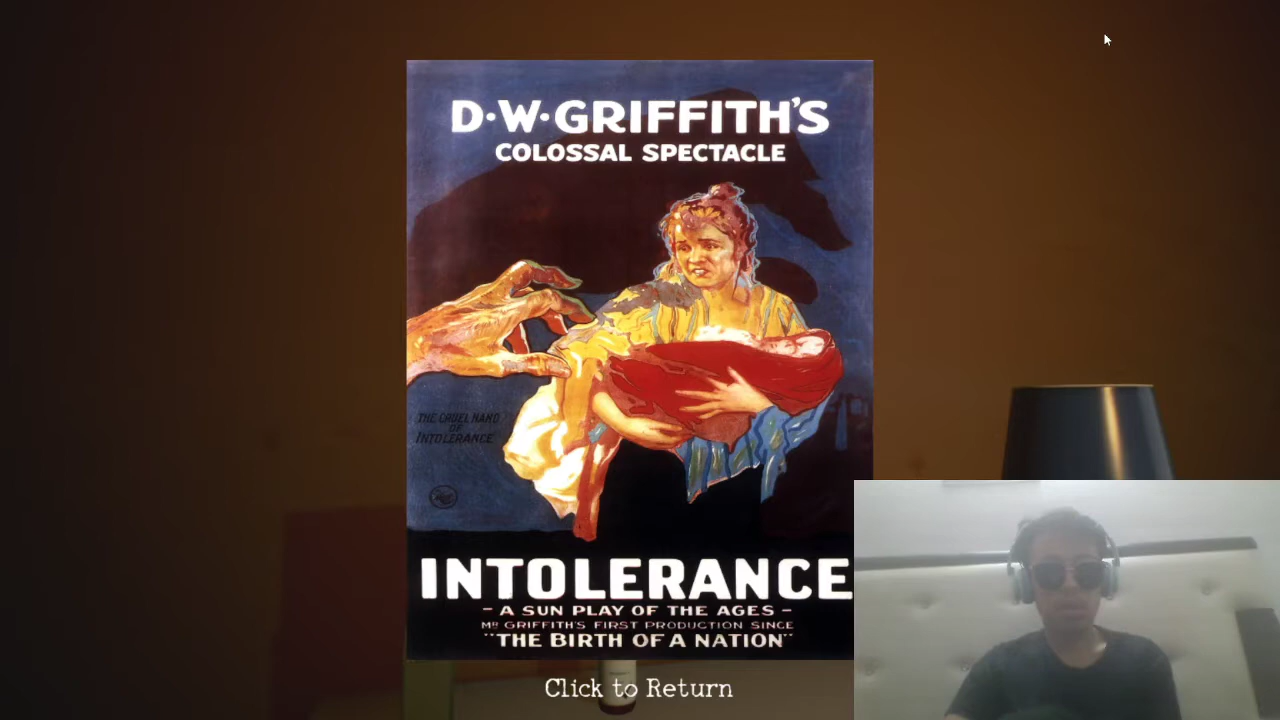 D·W·GRIFFITH'S
COLOSSAL SPECTACLE
THE CRUEL HAND
OF
INTOLERANCE
INTOLERANCE
- A SUN PLAY OF THE AGES -
MR GRIFFITH'S FIRST PRODUCTION SINCE
"THE BIRTH OF A NATION"
Click to Return